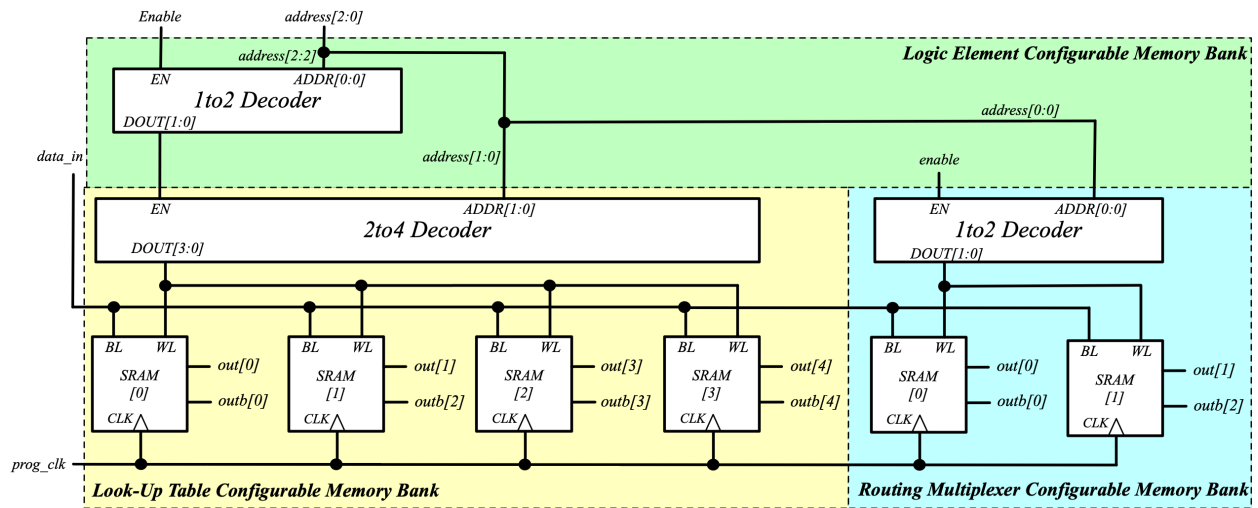 Enable
address[2:0]
address[2:2]
Logic Element Configurable Memory Bank
EN
ADDR[0:0]
1to2 Decoder
DOUT[1:0]
address[0:0]
data_in
address[1:0]
enable
EN
ADDR[1:0]
2to4 Decoder
DOUT[3:0]
EN
ADDR[0:0]
1to2 Decoder
DOUT[1:0]
BL
WL
SRAM
[0]
CLK
out[0]
outb[0]
BL
WL
SRAM
[1]
CLK
out[1]
outb[2]
BL
WL
SRAM
[2]
CLK
out[3]
outb[3]
BL
WL
SRAM
[3]
CLK
out[4]
outb[4]
BL
WL
SRAM
[0]
CLK
out[0]
outb[0]
BL
WL
SRAM
[1]
CLK
out[1]
outb[2]
prog_clk
Look-Up Table Configurable Memory Bank
Routing Multiplexer Configurable Memory Bank